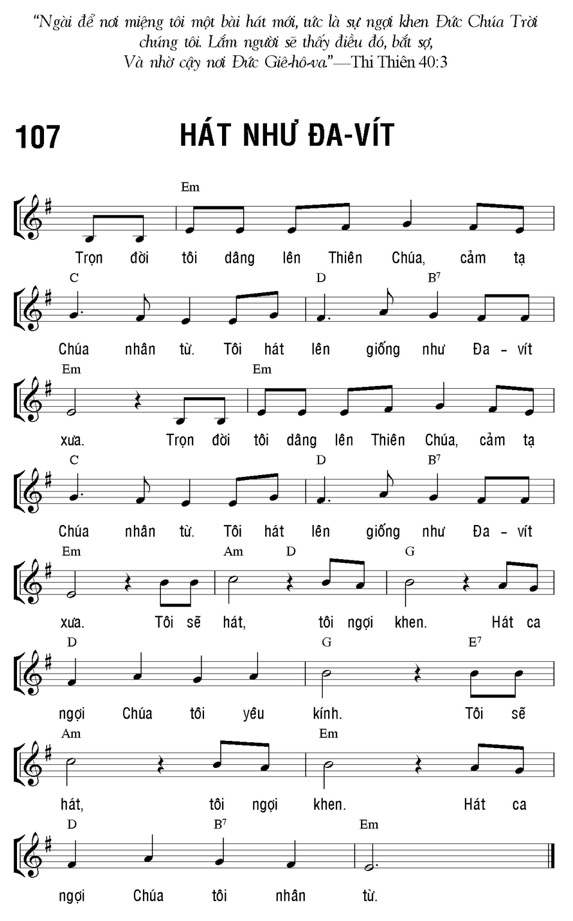 “Ngài để nơi miệng tôi một bài hát mới, tức là sự ngợi khen Đức Chúa Trời
chúng tôi. Lắm người sẽ thấy điều đó, bắt sợ,
Và nhờ cậy nơi Đức Giê-hô-va.”—Thi Thiên 40:3
107 HÁT NHƯ ĐA-VÍT
Em
Trọn đời tôi dâng lên Thiên Chúa, cảm tạ
C D B7
Chúa nhân từ. Tôi hát lên giống như Đa - vít
Em Em
xưa. Trọn đời tôi dâng lên Thiên Chúa, cảm tạ
C D B7
Chúa nhân từ. Tôi hát lên giống như Đa - vít
Em Am D G
xưa. Tôi sẽ hát, tôi ngợi khen. Hát ca
D G E7
ngợi Chúa tôi yêu kính. Tôi sẽ
Am Em
hát, tôi ngợi khen. Hát ca
D B7 Em
ngợi Chúa tôi nhân từ.